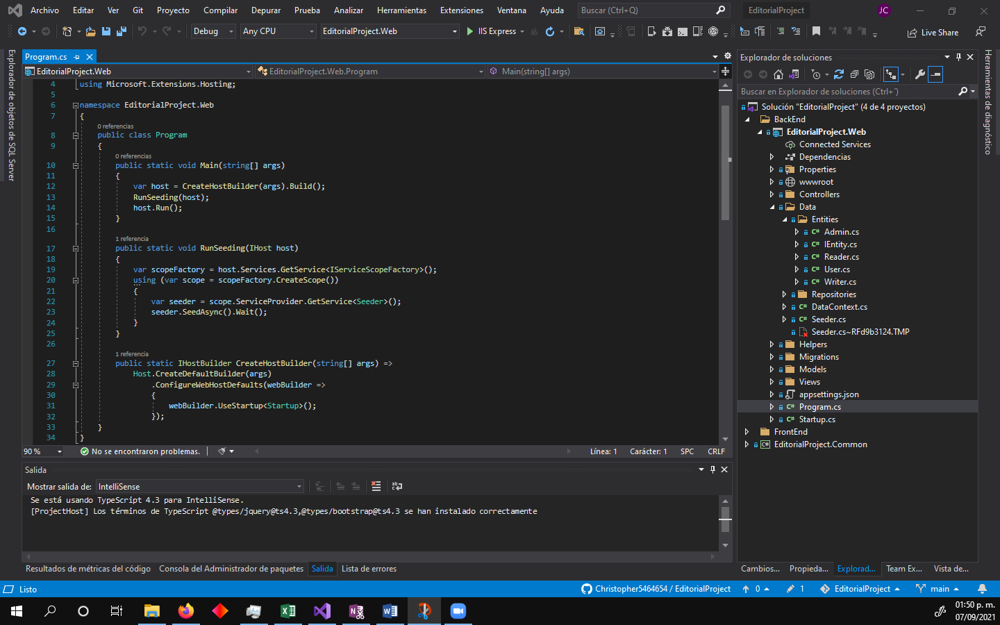 Archivo Editar Ver Git Proyecto Compilar Depurar Prueba Analizar Herramientas Extensiones Ventana Ayuda Buscar (Ctrl+Q) EditorialProject JC
Debug Any CPU EditorialProject.Web IIS Express Live Share
Explorador de objetos de SQL Server
Program.cs
EditorialProject.Web EditorialProject.Web.Program Main(string[] args)
4 using Microsoft.Extensions.Hosting;
5
6 namespace EditorialProject.Web
7 {
0 referencias
8 public class Program
9 {
0 referencias
10 public static void Main(string[] args)
11 {
12 var host = CreateHostBuilder(args).Build();
13 RunSeeding(host);
14 host.Run();
15 }
16
1 referencia
17 public static void RunSeeding(IHost host)
18 {
19 var scopeFactory = host.Services.GetService<IServiceScopeFactory>();
20 using (var scope = scopeFactory.CreateScope())
21 {
22 var seeder = scope.ServiceProvider.GetService<Seeder>();
23 seeder.SeedAsync().Wait();
24 }
25 }
26
1 referencia
27 public static IHostBuilder CreateHostBuilder(string[] args) =>
28 Host.CreateDefaultBuilder(args)
29 .ConfigureWebHostDefaults(webBuilder =>
30 {
31 webBuilder.UseStartup<Startup>();
32 });
33 }
34 }
90 % No se encontraron problemas. Línea: 1 Carácter: 1 SPC CRLF
Salida
Mostrar salida de: IntelliSense
Se está usando TypeScript 4.3 para IntelliSense.
[ProjectHost] Los términos de TypeScript @types/jquery@ts4.3,@types/bootstrap@ts4.3 se han instalado correctamente
Resultados de métricas del código Consola del Administrador de paquetes Salida Lista de errores
Explorador de soluciones
Buscar en Explorador de soluciones (Ctrl+´)
Solución "EditorialProject" (4 de 4 proyectos)
BackEnd
EditorialProject.Web
Connected Services
Dependencias
Properties
wwwroot
Controllers
Data
Entities
C# Admin.cs
C# IEntity.cs
C# Reader.cs
C# User.cs
C# Writer.cs
Repositories
C# DataContext.cs
C# Seeder.cs
Seeder.cs~RFd9b3124.TMP
Helpers
Migrations
Models
Views
appsettings.json
C# Program.cs
C# Startup.cs
FrontEnd
C# EditorialProject.Common
Cambios... Propieda... Explorad... Team Ex... Vista de...
Herramientas de diagnóstico
Listo Christopher5464654 / EditorialProject 0 1 EditorialProject main
01:50 p. m.
07/09/2021